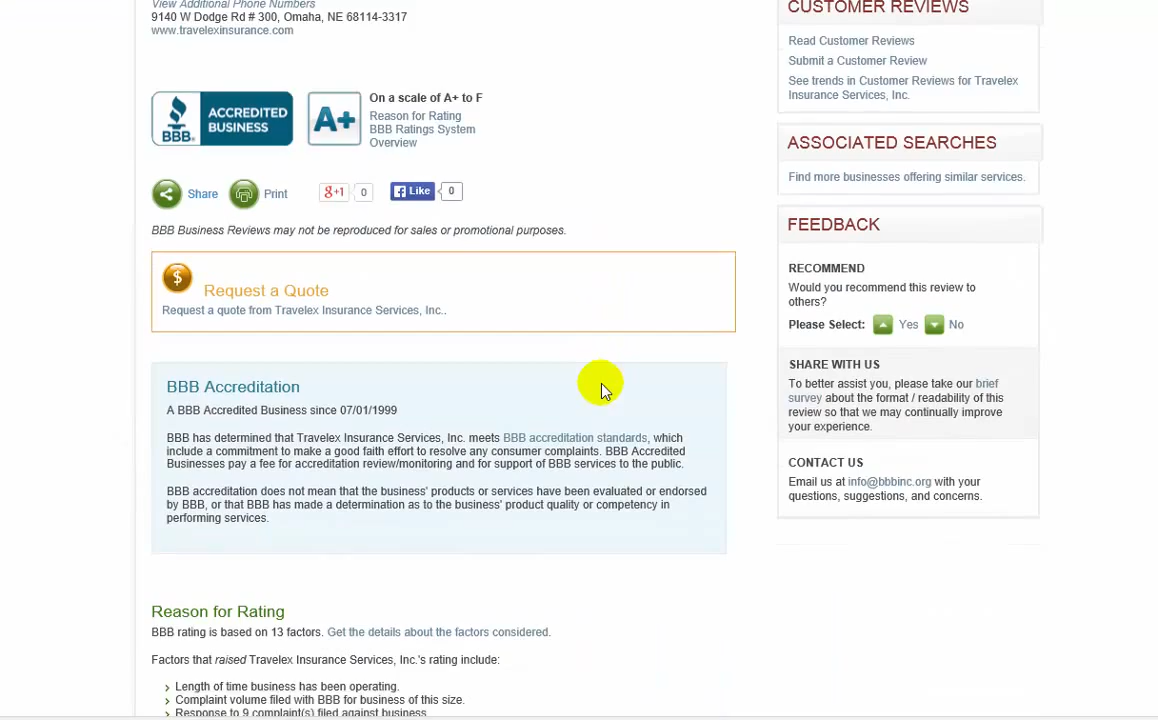 View Additional Phone Numbers
9140 W Dodge Rd # 300, Omaha, NE 68114-3317
www.travelexinsurance.com
BBB.
ACCREDITED
BUSINESS
A+
On a scale of A+ to F
Reason for Rating
BBB Ratings System
Overview
Share
Print
g+1
0
Like
0
BBB Business Reviews may not be reproduced for sales or promotional purposes.
$
Request a Quote
Request a quote from Travelex Insurance Services, Inc..
BBB Accreditation
A BBB Accredited Business since 07/01/1999
BBB has determined that Travelex Insurance Services, Inc. meets BBB accreditation standards, which
include a commitment to make a good faith effort to resolve any consumer complaints. BBB Accredited
Businesses pay a fee for accreditation review/monitoring and for support of BBB services to the public.
BBB accreditation does not mean that the business' products or services have been evaluated or endorsed
by BBB, or that BBB has made a determination as to the business' product quality or competency in
performing services.
Reason for Rating
BBB rating is based on 13 factors. Get the details about the factors considered.
Factors that raised Travelex Insurance Services, Inc.'s rating include:
Length of time business has been operating.
Complaint volume filed with BBB for business of this size.
Response to 9 complaint(s) filed against business.
CUSTOMER REVIEWS
Read Customer Reviews
Submit a Customer Review
See trends in Customer Reviews for Travelex
Insurance Services, Inc.
ASSOCIATED SEARCHES
Find more businesses offering similar services.
FEEDBACK
RECOMMEND
Would you recommend this review to
others?
Please Select: Yes No
SHARE WITH US
To better assist you, please take our brief
survey about the format / readability of this
review so that we may continually improve
your experience.
CONTACT US
Email us at info@bbbinc.org with your
questions, suggestions, and concerns.